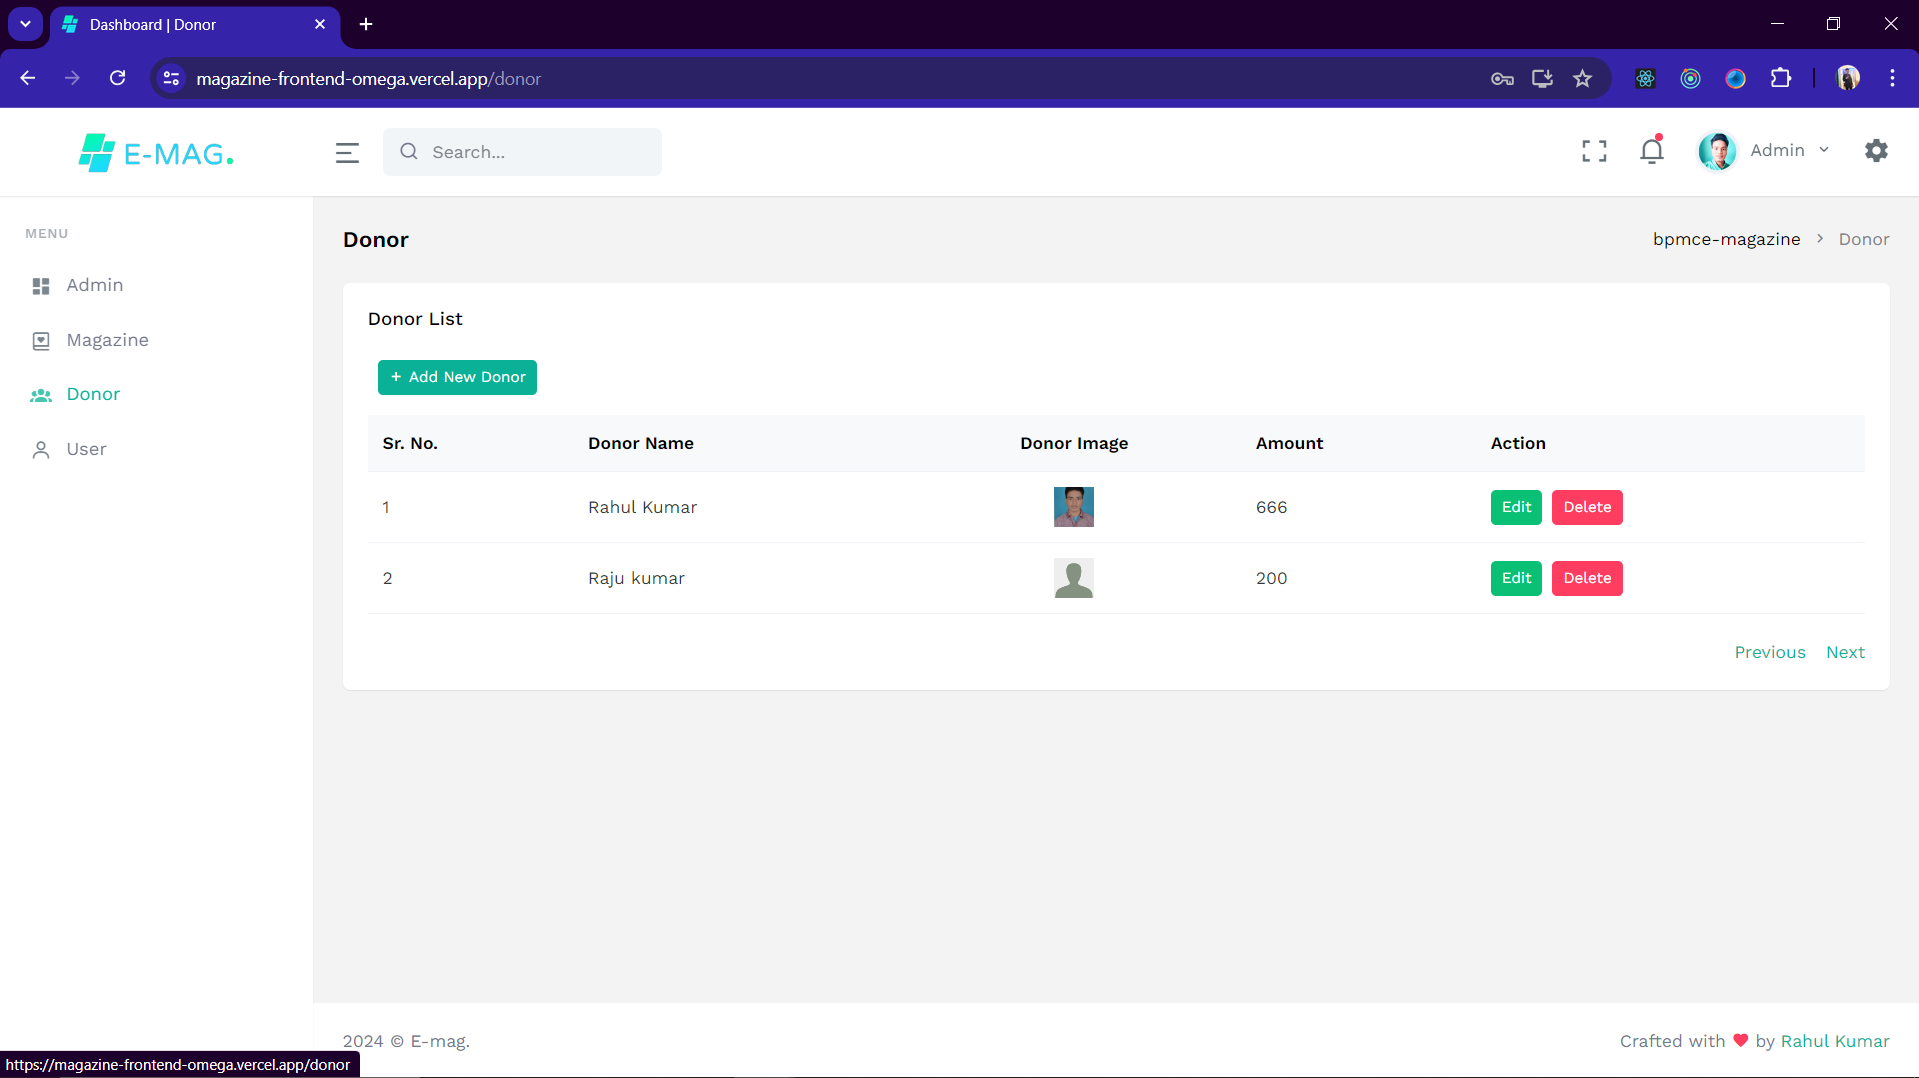 Dashboard | Donor
magazine-frontend-omega.vercel.app/donor
E-MAG.
Search...
Admin
MENU
Admin
Magazine
Donor
User
Donor
bpmce-magazine > Donor
Donor List
+ Add New Donor
Sr. No. Donor Name Donor Image Amount Action
1 Rahul Kumar 666 Edit Delete
2 Raju kumar 200 Edit Delete
Previous Next
2024 © E-mag.
Crafted with ❤ by Rahul Kumar
https://magazine-frontend-omega.vercel.app/donor